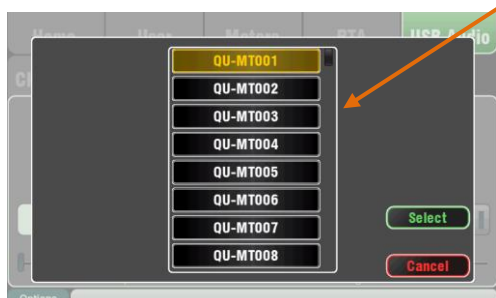 Home User Meters RTA USB Audio
QU-MT001
QU-MT002
QU-MT003
QU-MT004
QU-MT005
QU-MT006
QU-MT007
QU-MT008
Select
Cancel